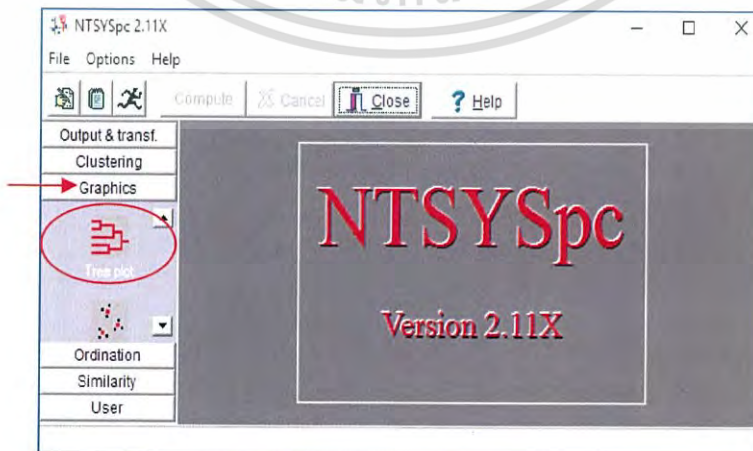 NTSYSpc 2.11X
File Options Help
Compute Cancel Close ? Help
Output & transf.
Clustering
Graphics
Tree plot
Ordination
Similarity
User
NTSYSpc
Version 2.11X